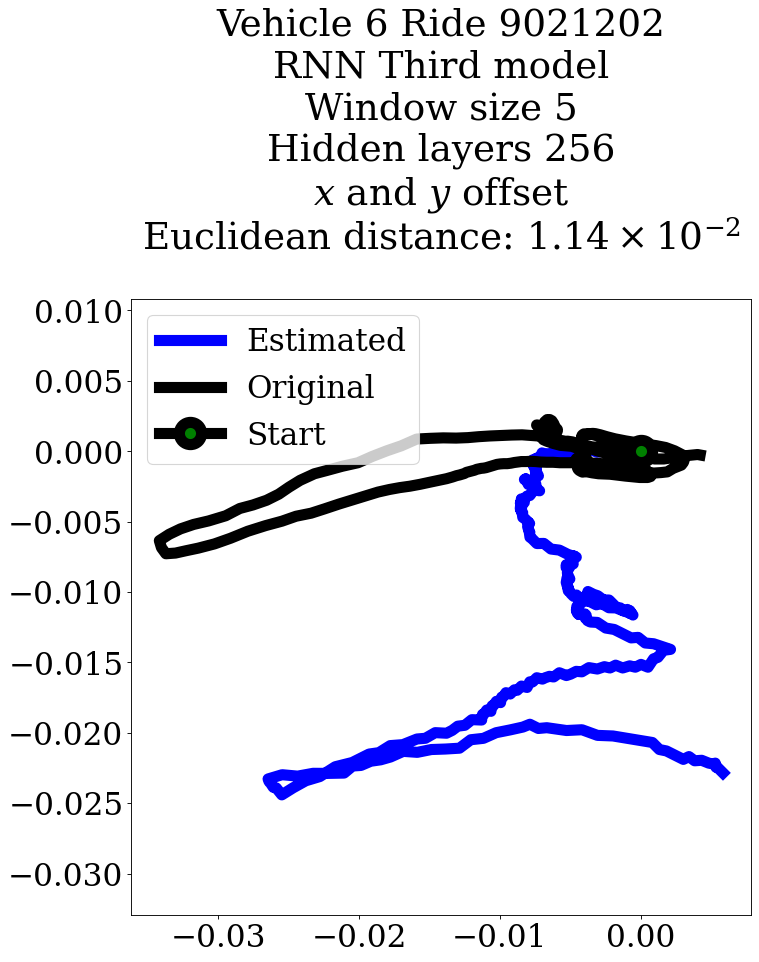 Vehicle 6 Ride 9021202
RNN Third model
Window size 5
Hidden layers 256
x and y offset
Euclidean distance: 1.14 × 10⁻²
0.010
Estimated
0.005
Original
0.000
Start
−0.005
−0.010
−0.015
−0.020
−0.025
−0.030
−0.03 −0.02 −0.01 0.00